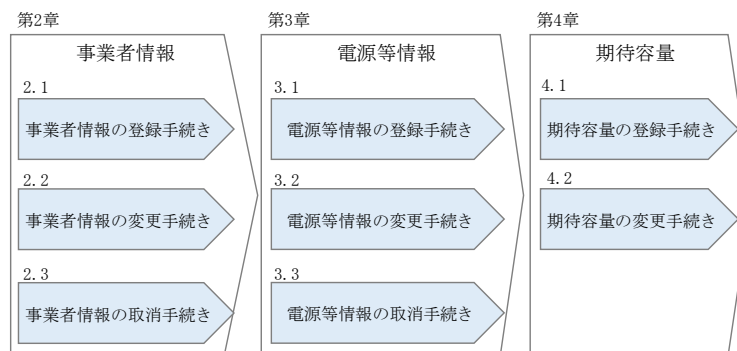 第2章
事業者情報
2.1
事業者情報の登録手続き
2.2
事業者情報の変更手続き
2.3
事業者情報の取消手続き
第3章
電源等情報
3.1
電源等情報の登録手続き
3.2
電源等情報の変更手続き
3.3
電源等情報の取消手続き
第4章
期待容量
4.1
期待容量の登録手続き
4.2
期待容量の変更手続き